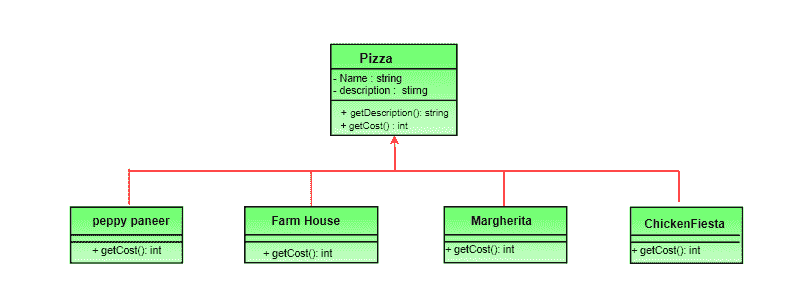 Pizza
- Name : string
- description :  stirng
+ getDescription(): string
+ getCost() : int
peppy paneer
+ getCost(): int
Farm House
+ getCost(): int
Margherita
+ getCost(): int
ChickenFiesta
+ getCost(): int